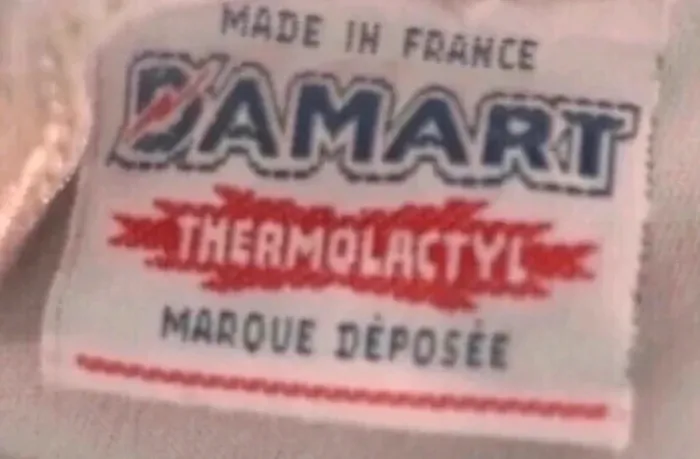 MADE IN FRANCE
DAMART
THERMOLACTYL
MARQUE DÉPOSÉE